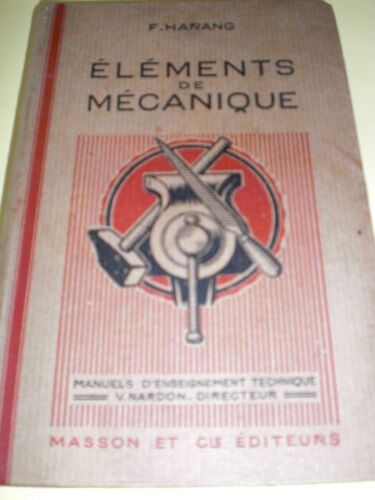 F. HARANG
ÉLÉMENTS
DE
MÉCANIQUE
MANUELS D'ENSEIGNEMENT TECHNIQUE
V. NARDON. DIRECTEUR
MASSON ET CIE ÉDITEURS